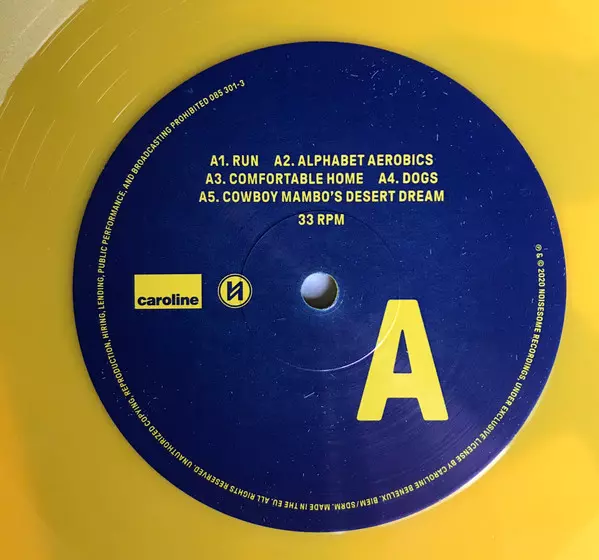 A1. RUN A2. ALPHABET AEROBICS
A3. COMFORTABLE HOME A4. DOGS
A5. COWBOY MAMBO'S DESERT DREAM
33 RPM
caroline
И
A
℗ & © 2020 NOISESOME RECORDINGS, UNDER EXCLUSIVE LICENSE BY CAROLINE BENELUX. BIEM/SDRM. MADE IN THE EU. ALL RIGHTS RESERVED. UNAUTHORIZED COPYING, REPRODUCTION, HIRING, LENDING, PUBLIC PERFORMANCE, AND BROADCASTING PROHIBITED 085 301-3